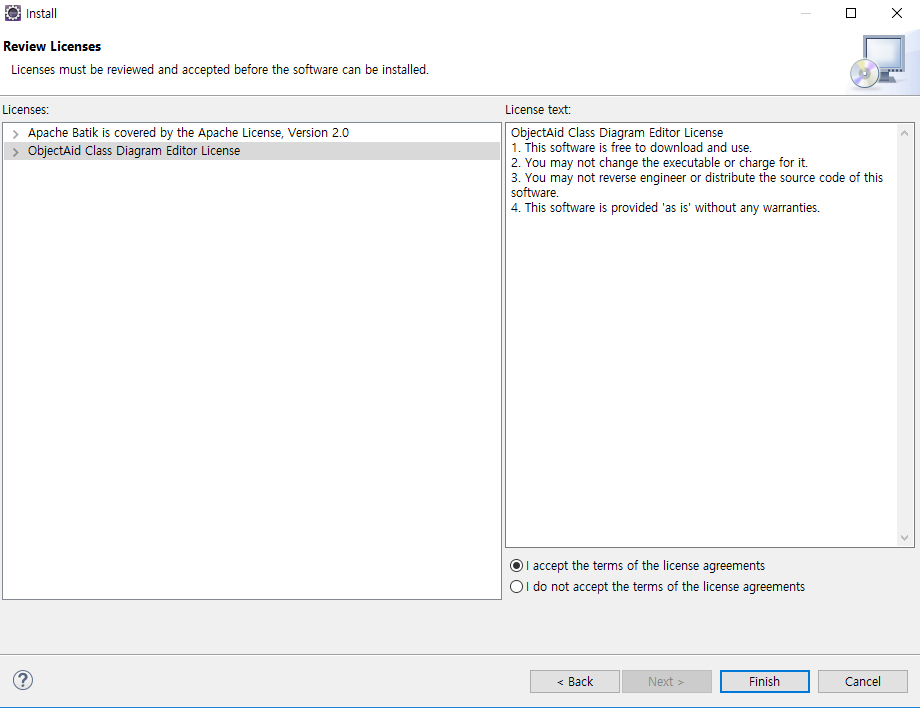 Install
Review Licenses
Licenses must be reviewed and accepted before the software can be installed.
Licenses:
Apache Batik is covered by the Apache License, Version 2.0
ObjectAid Class Diagram Editor License
License text:
ObjectAid Class Diagram Editor License
1. This software is free to download and use.
2. You may not change the executable or charge for it.
3. You may not reverse engineer or distribute the source code of this
software.
4. This software is provided 'as is' without any warranties.
I accept the terms of the license agreements
I do not accept the terms of the license agreements
?
< Back
Next >
Finish
Cancel